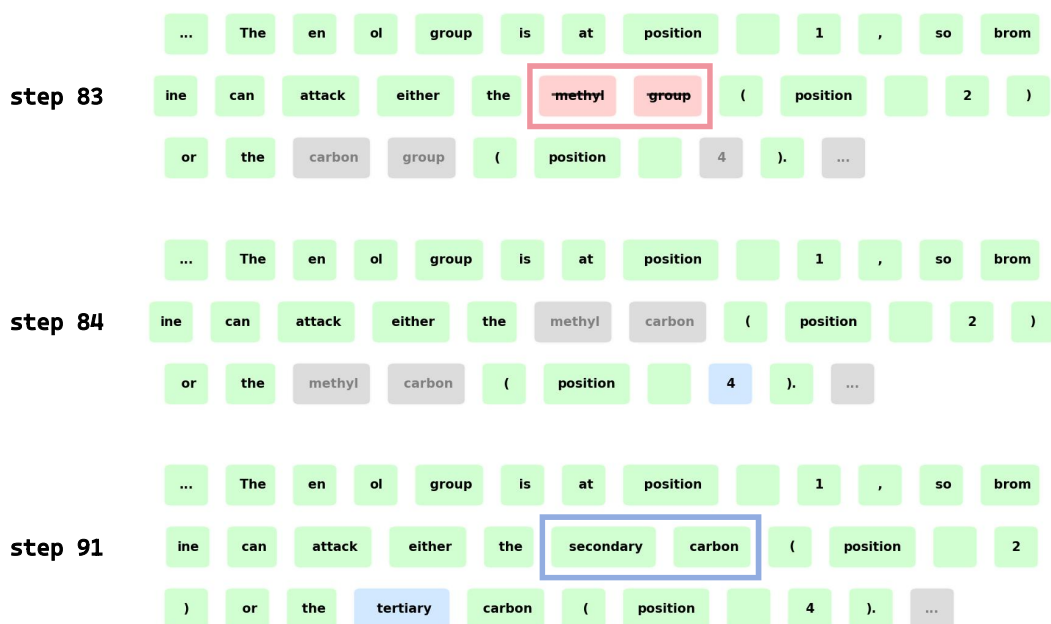 ... The en ol group is at position 1 , so brom
step 83 ine can attack either the methyl group ( position 2 )
or the carbon group ( position 4 ). ...
... The en ol group is at position 1 , so brom
step 84 ine can attack either the methyl carbon ( position 2 )
or the methyl carbon ( position 4 ). ...
... The en ol group is at position 1 , so brom
step 91 ine can attack either the secondary carbon ( position 2
) or the tertiary carbon ( position 4 ). ...